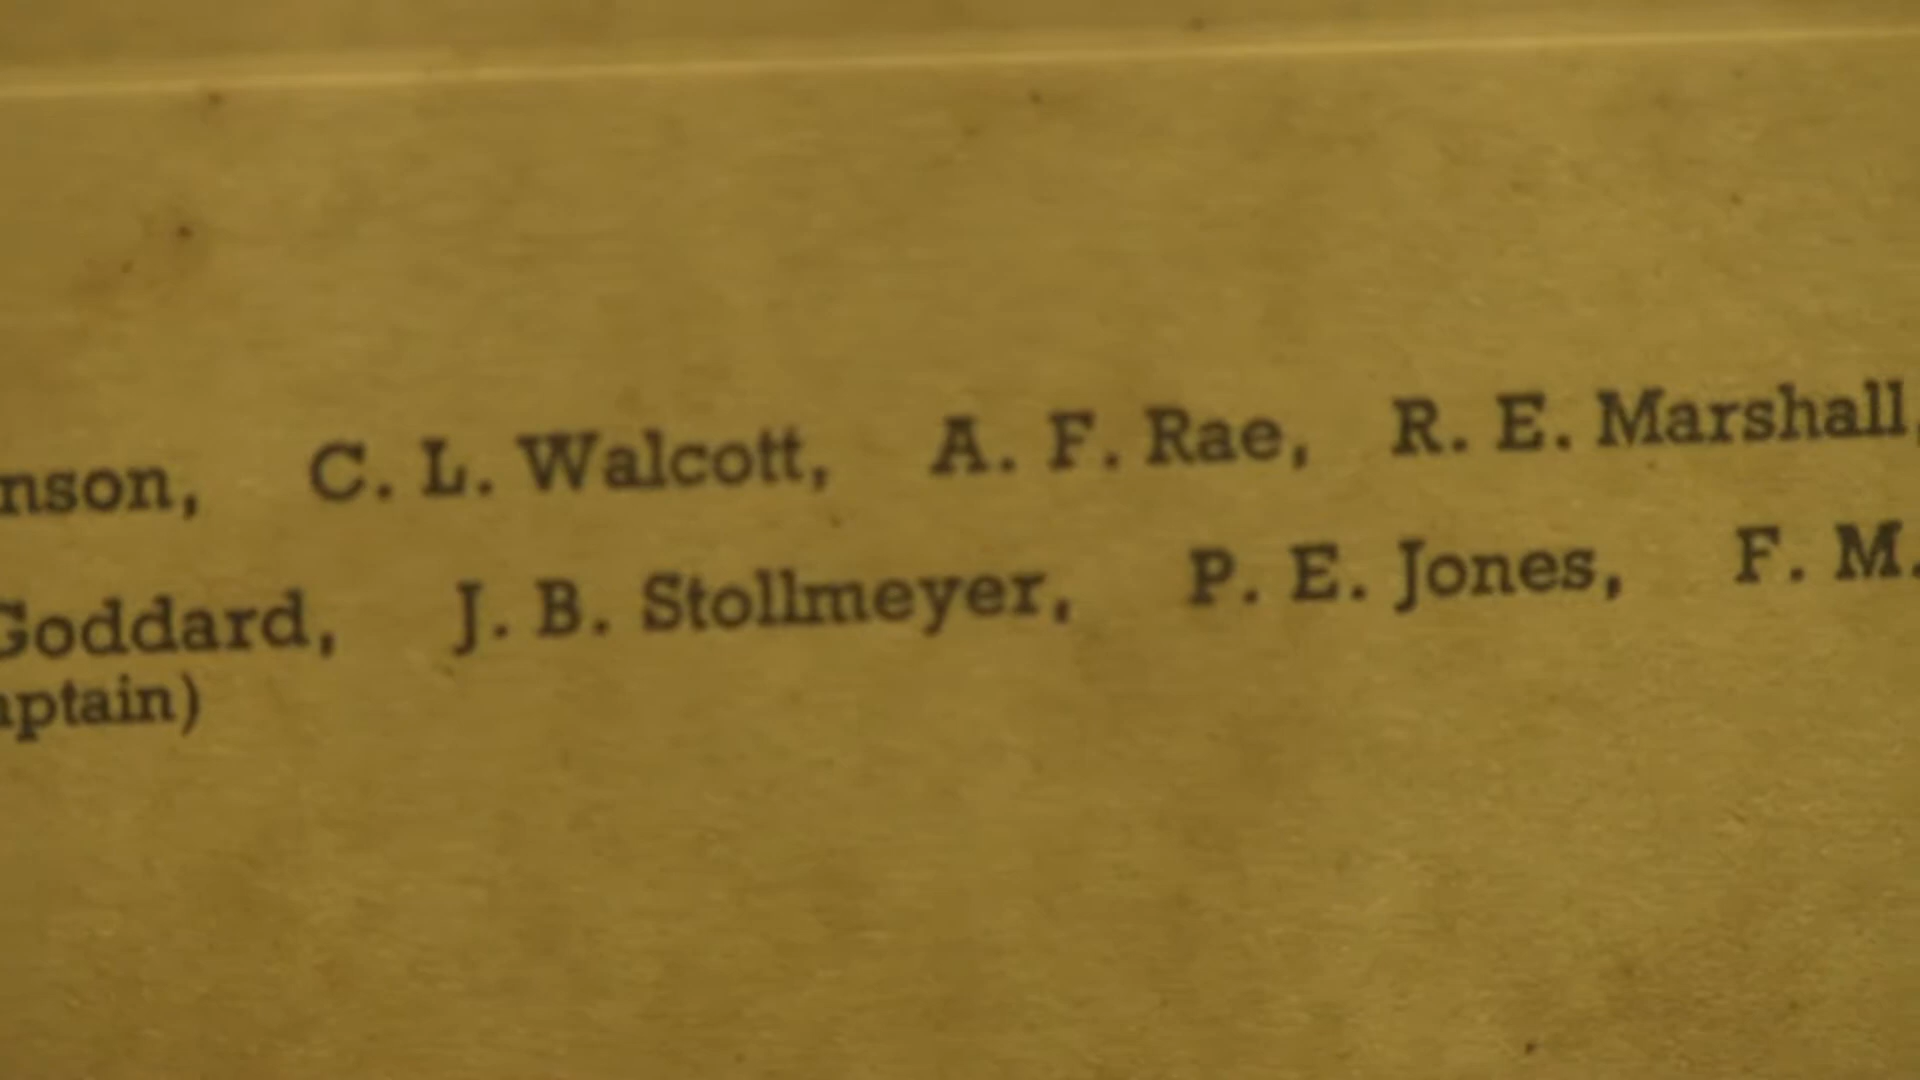 nson, C. L. Walcott, A. F. Rae, R. E. Marshall,
Goddard, J. B. Stollmeyer, P. E. Jones, F. M.
aptain)